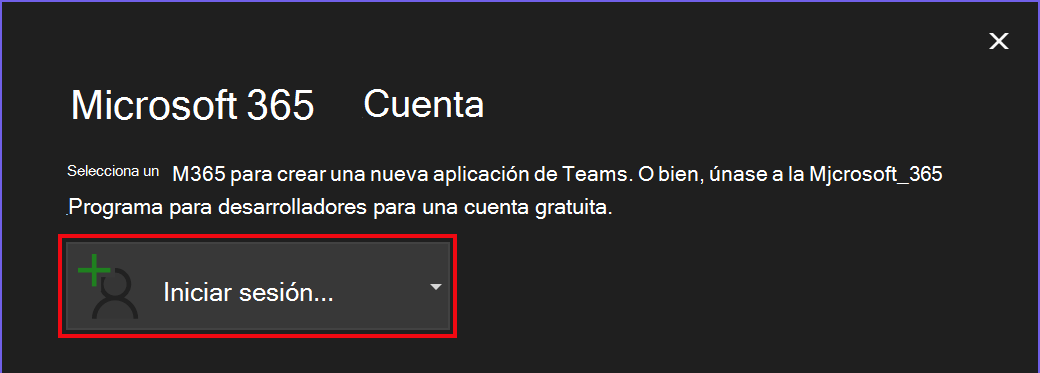 Microsoft 365 Cuenta
Selecciona un M365 para crear una nueva aplicación de Teams. O bien, únase a la Mjcrosoft_365
.Programa para desarrolladores para una cuenta gratuita.
Iniciar sesión...